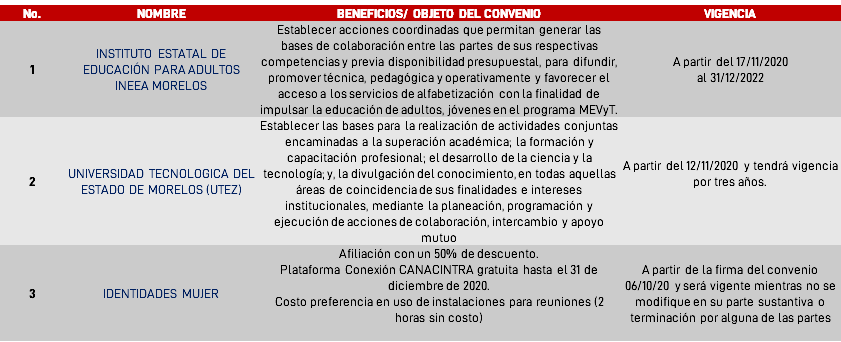 No. NOMBRE BENEFICIOS/ OBJETO DEL CONVENIO VIGENCIA
1
INSTITUTO ESTATAL DE
EDUCACIÓN PARA ADULTOS
INEEA MORELOS
Establecer acciones coordinadas que permitan generar las
bases de colaboración entre las partes de sus respectivas
competencias y previa disponibilidad presupuestal, para difundir,
promover técnica, pedagógica y operativamente y favorecer el
acceso a los servicios de alfabetización con la finalidad de
impulsar la educación de adultos, jóvenes en el programa MEVyT.
A partir del 17/11/2020
al 31/12/2022
2
UNIVERSIDAD TECNOLOGICA DEL
ESTADO DE MORELOS (UTEZ)
Establecer las bases para la realización de actividades conjuntas
encaminadas a la superación académica; la formación y
capacitación profesional; el desarrollo de la ciencia y la
tecnología; y, la divulgación del conocimiento, en todas aquellas
áreas de coincidencia de sus finalidades e intereses
institucionales, mediante la planeación, programación y
ejecución de acciones de colaboración, intercambio y apoyo
mutuo
A partir del 12/11/2020 y tendrá vigencia
por tres años.
3
IDENTIDADES MUJER
Afiliación con un 50% de descuento.
Plataforma Conexión CANACINTRA gratuita hasta el 31 de
diciembre de 2020.
Costo preferencia en uso de instalaciones para reuniones (2
horas sin costo)
A partir de la firma del convenio
06/10/20 y será vigente mientras no se
modifique en su parte sustantiva o
terminación por alguna de las partes